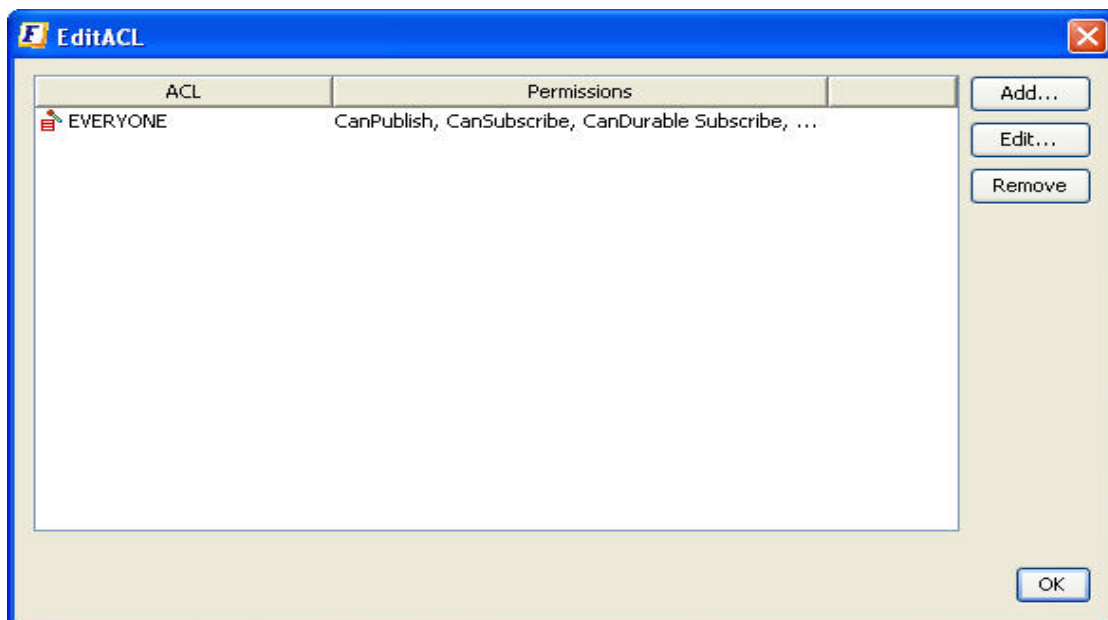 EditACL
ACL Permissions
Add...
EVERYONE CanPublish, CanSubscribe, CanDurable Subscribe, ...
Edit...
Remove
OK